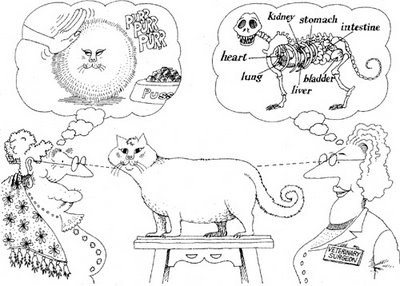 PURR
PURR
PURR
PUSS
kidney stomach
intestine
heart
lung
bladder
liver
VETERINARY
SURGEON